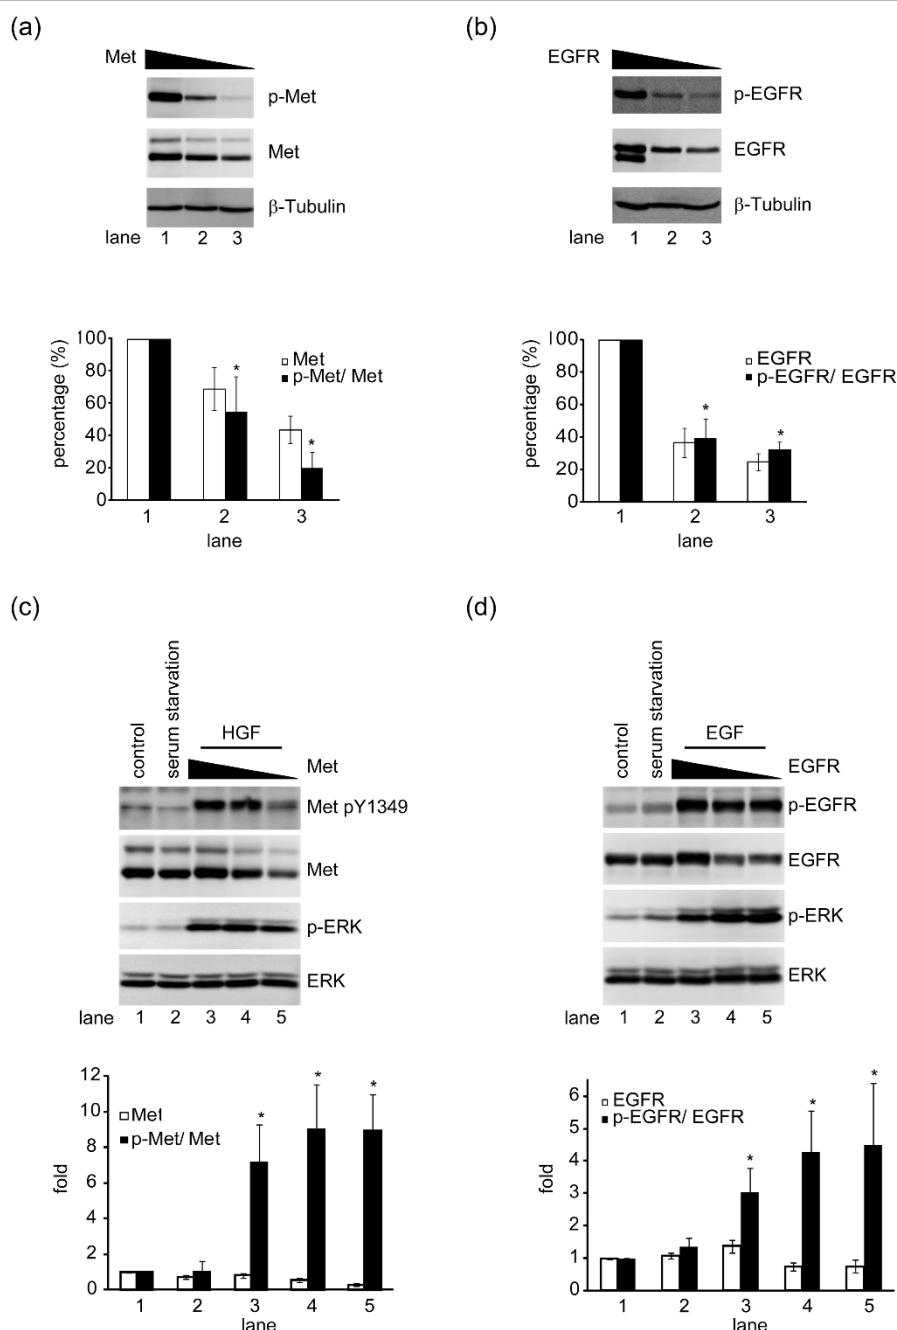 (a)
Met
p-Met
Met
β-Tubulin
lane 1 2 3
percentage (%)
100
80
60
40
20
0
Met
p-Met/ Met
1 2 3
lane
(b)
EGFR
p-EGFR
EGFR
β-Tubulin
lane 1 2 3
percentage (%)
100
80
60
40
20
0
EGFR
p-EGFR/ EGFR
* *
* *
1 2 3
lane
(c)
control
serum starvation
HGF
Met
Met pY1349
Met
p-ERK
ERK
lane 1 2 3 4 5
fold
12
10
8
6
4
2
0
Met
p-Met/ Met
* * *
1 2 3 4 5
lane
(d)
control
serum starvation
EGF
EGFR
p-EGFR
EGFR
p-ERK
ERK
lane 1 2 3 4 5
fold
6
5
4
3
2
1
0
EGFR
p-EGFR/ EGFR
* * *
1 2 3 4 5
lane